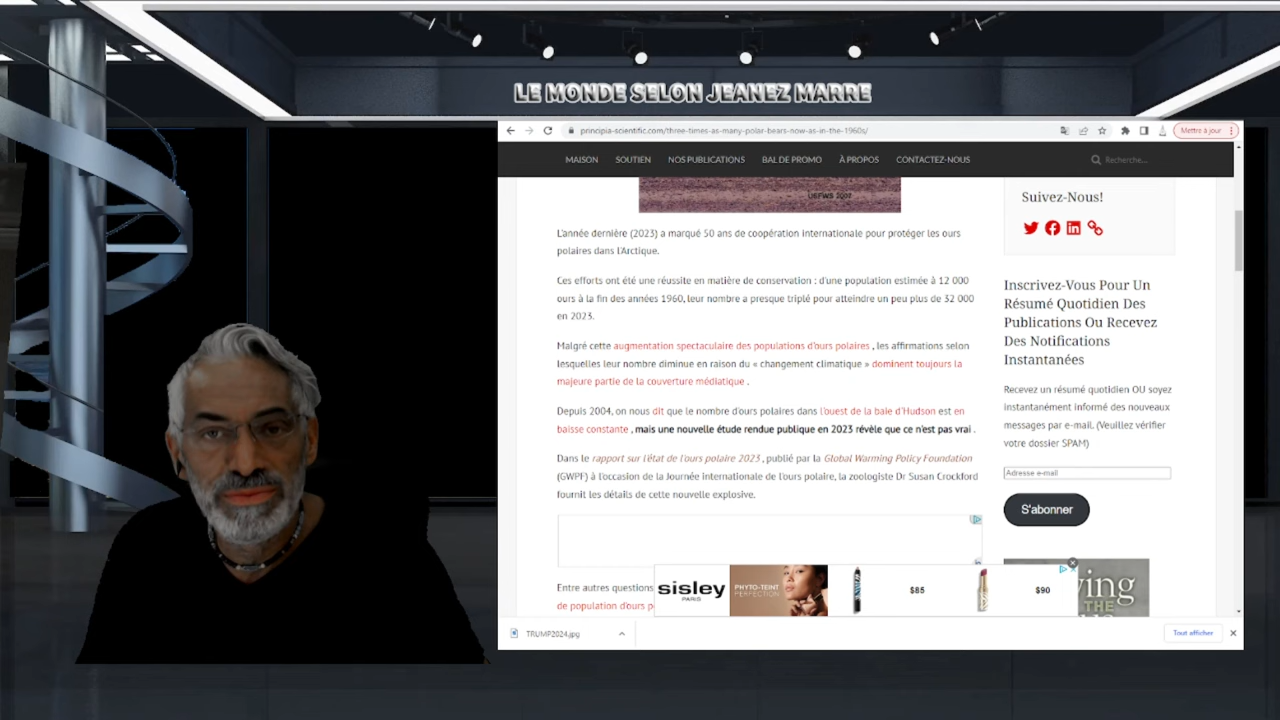 LE MONDE SELON JEANEZ MARRE
principia-scientific.com/three-times-as-many-polar-bears-now-as-in-the-1960s/
Mettre à jour
MAISON SOUTIEN NOS PUBLICATIONS BAL DE PROMO À PROPOS CONTACTEZ-NOUS
Recherche...
USFWS 2007
L'année dernière (2023) a marqué 50 ans de coopération internationale pour protéger les ours
polaires dans l'Arctique.
Ces efforts ont été une réussite en matière de conservation : d'une population estimée à 12 000
ours à la fin des années 1960, leur nombre a presque triplé pour atteindre un peu plus de 32 000
en 2023.
Malgré cette augmentation spectaculaire des populations d'ours polaires , les affirmations selon
lesquelles leur nombre diminue en raison du « changement climatique » dominent toujours la
majeure partie de la couverture médiatique .
Depuis 2004, on nous dit que le nombre d'ours polaires dans l'ouest de la baie d'Hudson est en
baisse constante , mais une nouvelle étude rendue publique en 2023 révèle que ce n'est pas vrai .
Dans le rapport sur l'état de l'ours polaire 2023 , publié par la Global Warming Policy Foundation
(GWPF) à l'occasion de la Journée internationale de l'ours polaire, la zoologiste Dr Susan Crockford
fournit les détails de cette nouvelle explosive.
Entre autres questions
de population d'ours p
Suivez-Nous!
Inscrivez-Vous Pour Un
Résumé Quotidien Des
Publications Ou Recevez
Des Notifications
Instantanées
Recevez un résumé quotidien OU soyez
instantanément informé des nouveaux
messages par e-mail. (Veuillez vérifier
votre dossier SPAM)
Adresse e-mail
S'abonner
sisley
PARIS
PHYTO-TEINT
PERFECTION
$85
$90
ying
THE
TRUMP2024.jpg
Tout afficher